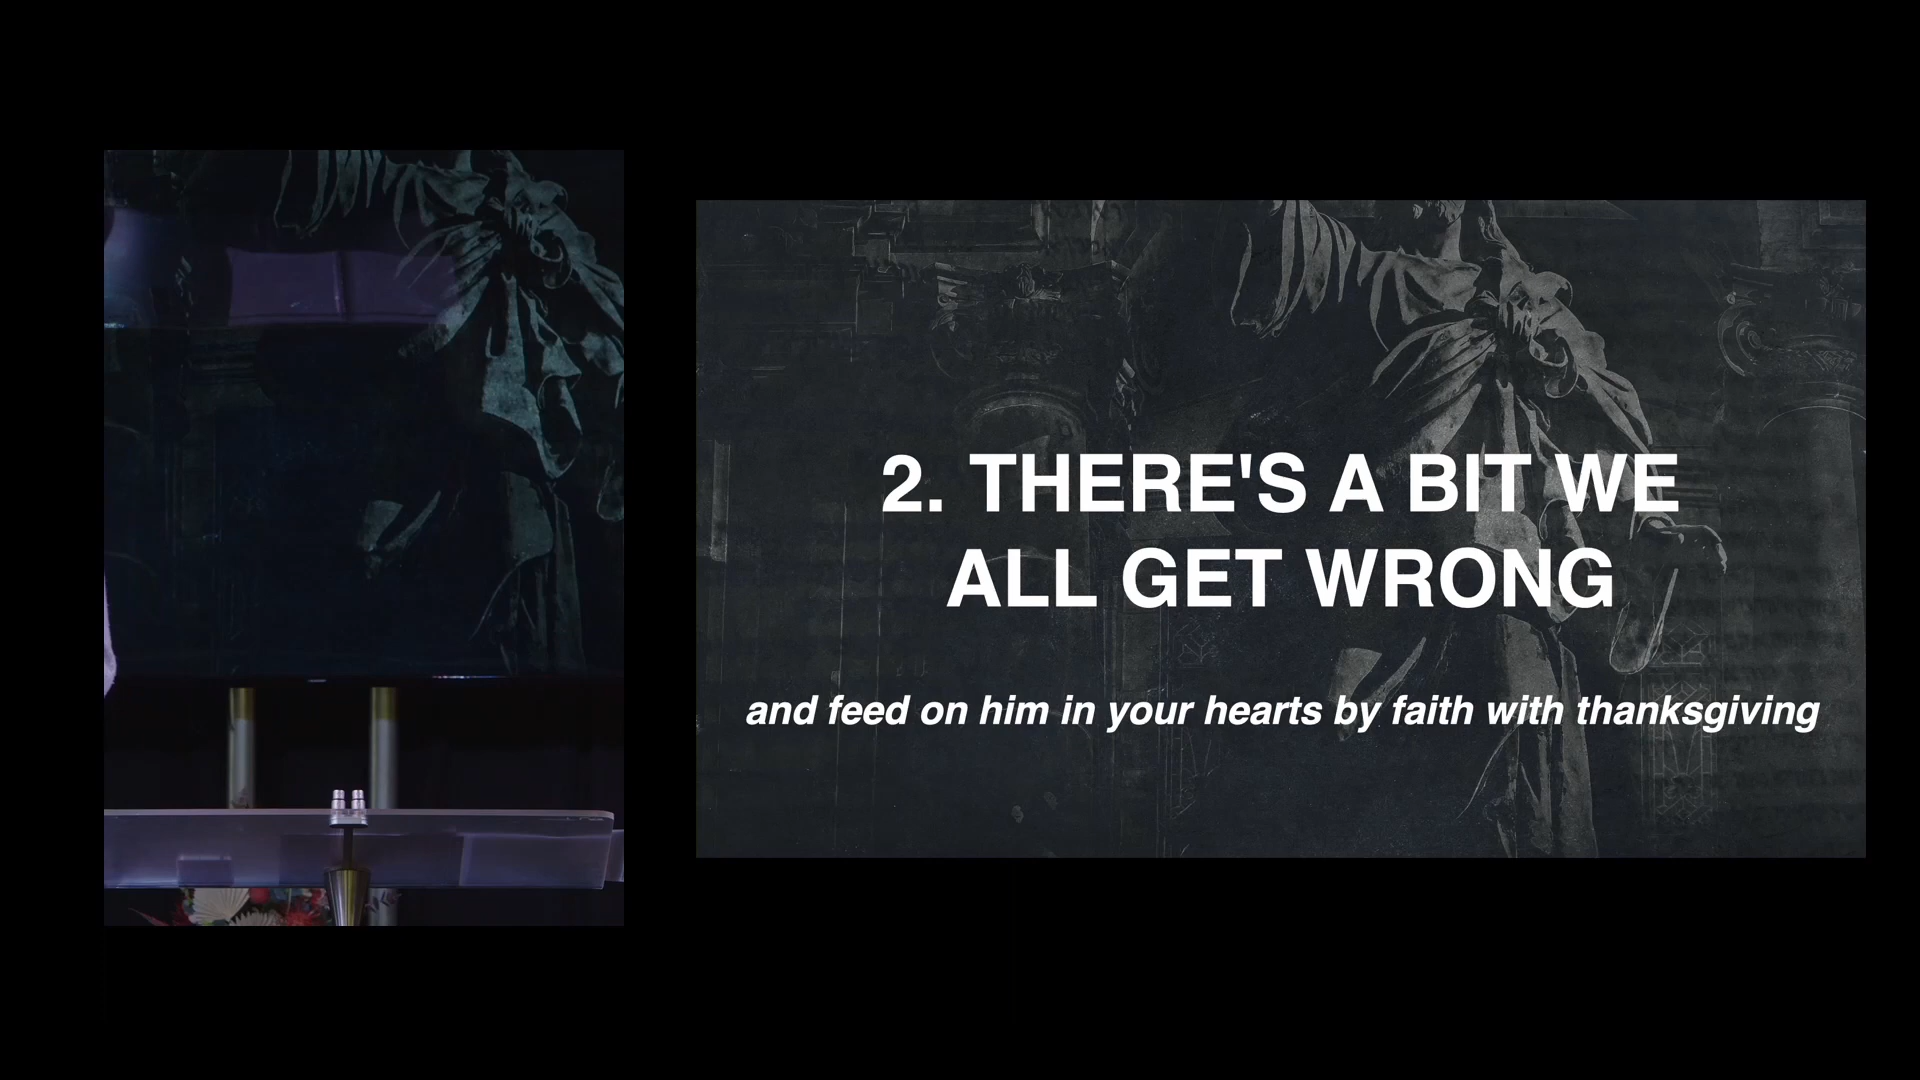 2. THERE'S A BIT WE
ALL GET WRONG
and feed on him in your hearts by faith with thanksgiving